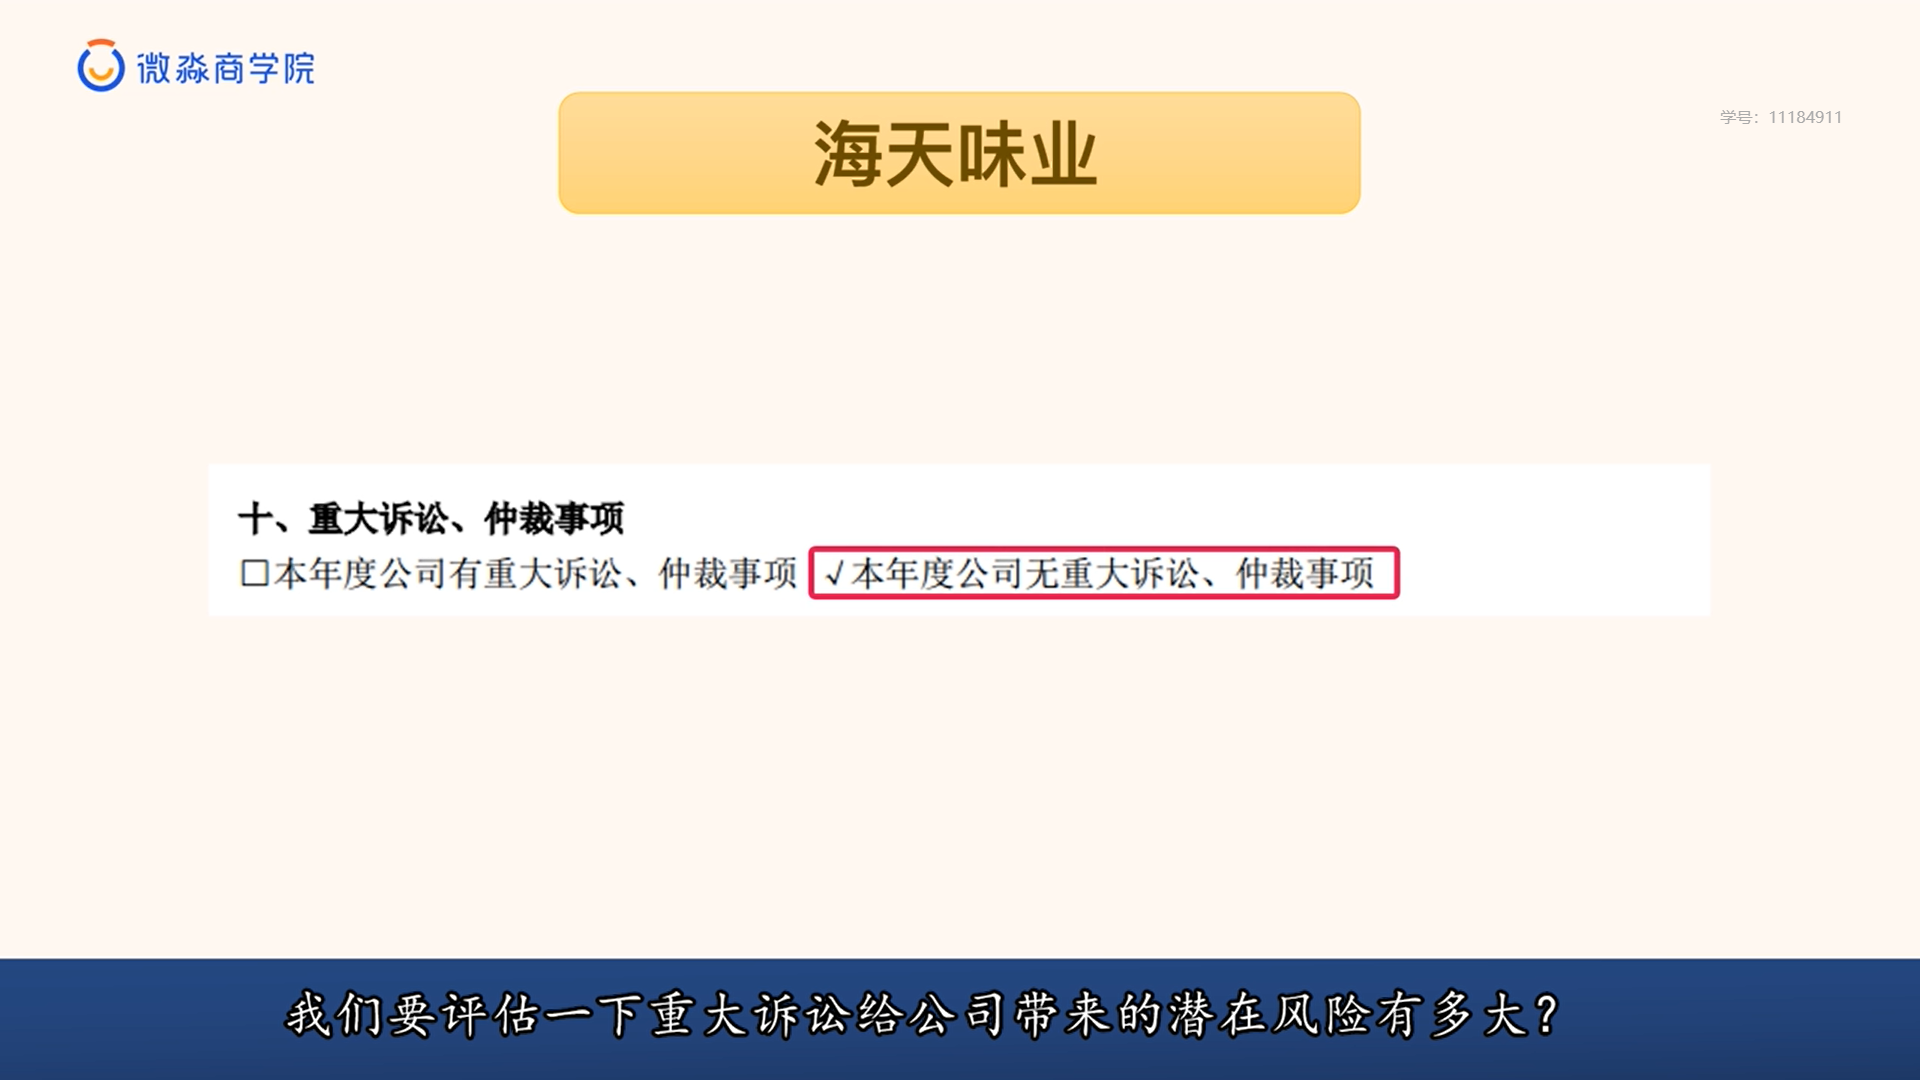 微淼商学院
海天味业
学号：11184911
十、重大诉讼、仲裁事项
□本年度公司有重大诉讼、仲裁事项 √本年度公司无重大诉讼、仲裁事项
我们要评估一下重大诉讼给公司带来的潜在风险有多大？